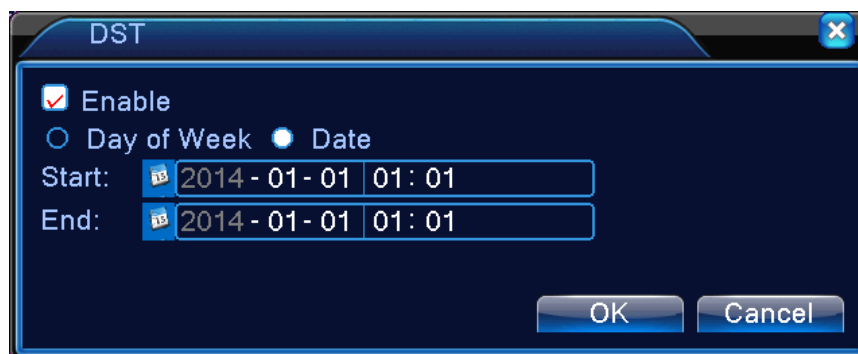 DST
Enable
Day of Week Date
Start: 2014-01-01 01:01
End: 2014-01-01 01:01
OK Cancel